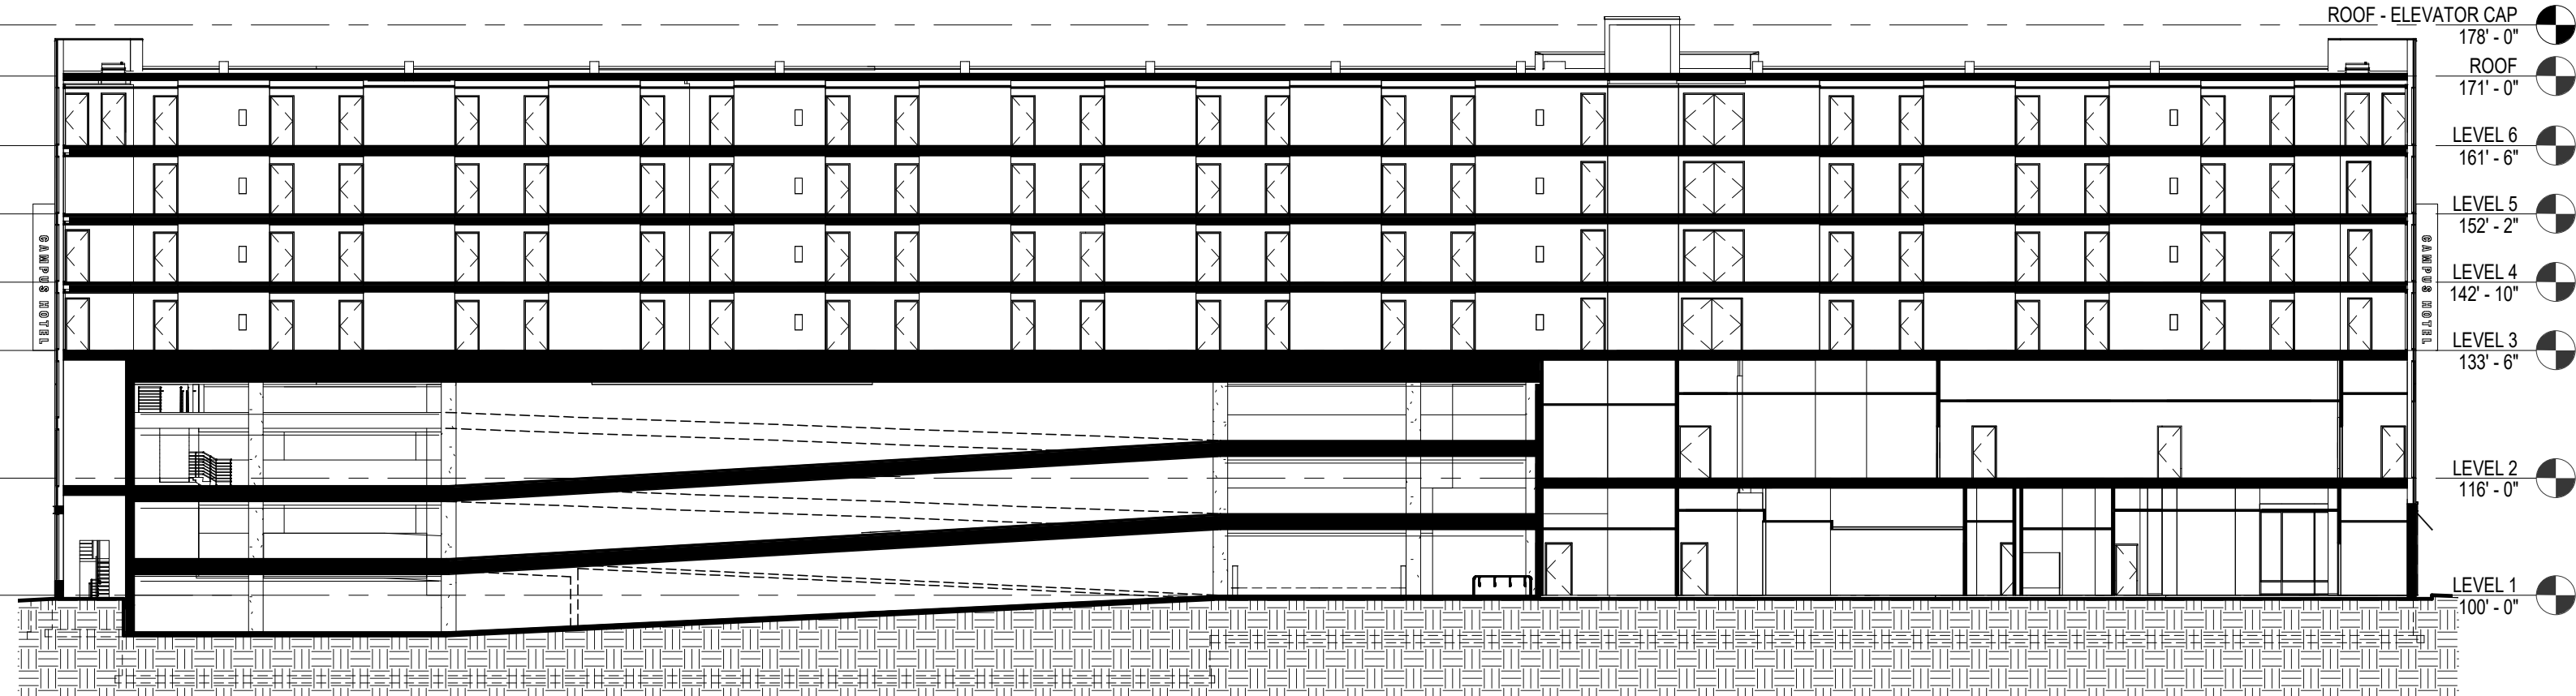 ROOF - ELEVATOR CAP
178' - 0"
ROOF
171' - 0"
LEVEL 6
161' - 6"
LEVEL 5
152' - 2"
CAMPUS HOTEL
CAMPUS HOTEL
LEVEL 4
142' - 10"
LEVEL 3
133' - 6"
LEVEL 2
116' - 0"
LEVEL 1
100' - 0"